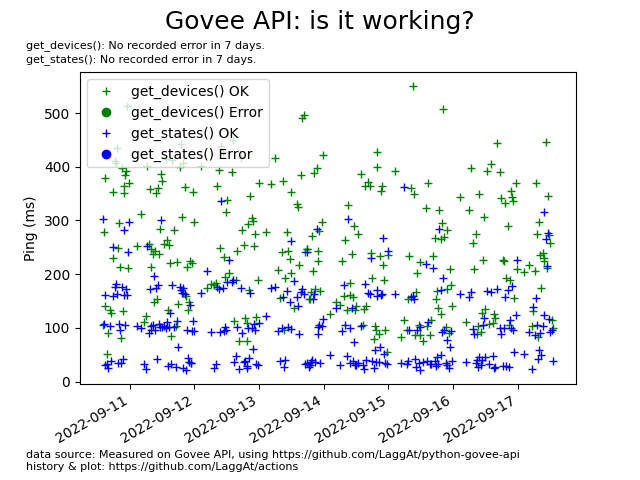 Govee API: is it working?
get_devices(): No recorded error in 7 days.
get_states(): No recorded error in 7 days.
get_devices() OK
get_devices() Error
get_states() OK
get_states() Error
Ping (ms)
500
400
300
200
100
0
2022-09-11
2022-09-12
2022-09-13
2022-09-14
2022-09-15
2022-09-16
2022-09-17
data source: Measured on Govee API, using https://github.com/LaggAt/python-govee-api
history & plot: https://github.com/LaggAt/actions